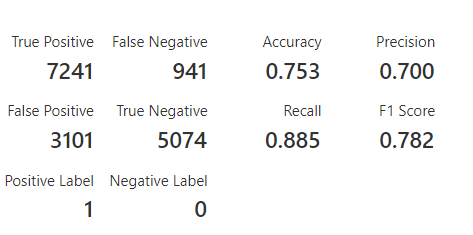 True Positive False Negative Accuracy Precision
7241 941 0.753 0.700
False Positive True Negative Recall F1 Score
3101 5074 0.885 0.782
Positive Label Negative Label
1 0